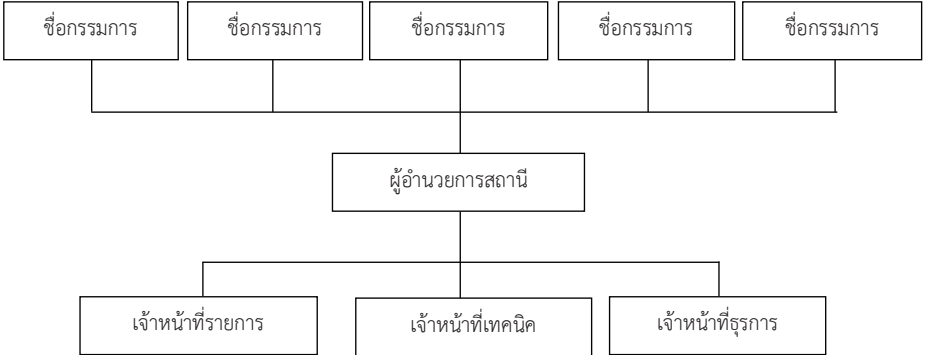 ชื่อกรรมการ
ชื่อกรรมการ
ชื่อกรรมการ
ชื่อกรรมการ
ชื่อกรรมการ
ผู้อำนวยการสถานี
เจ้าหน้าที่รายการ
เจ้าหน้าที่เทคนิค
เจ้าหน้าที่ธุรการ